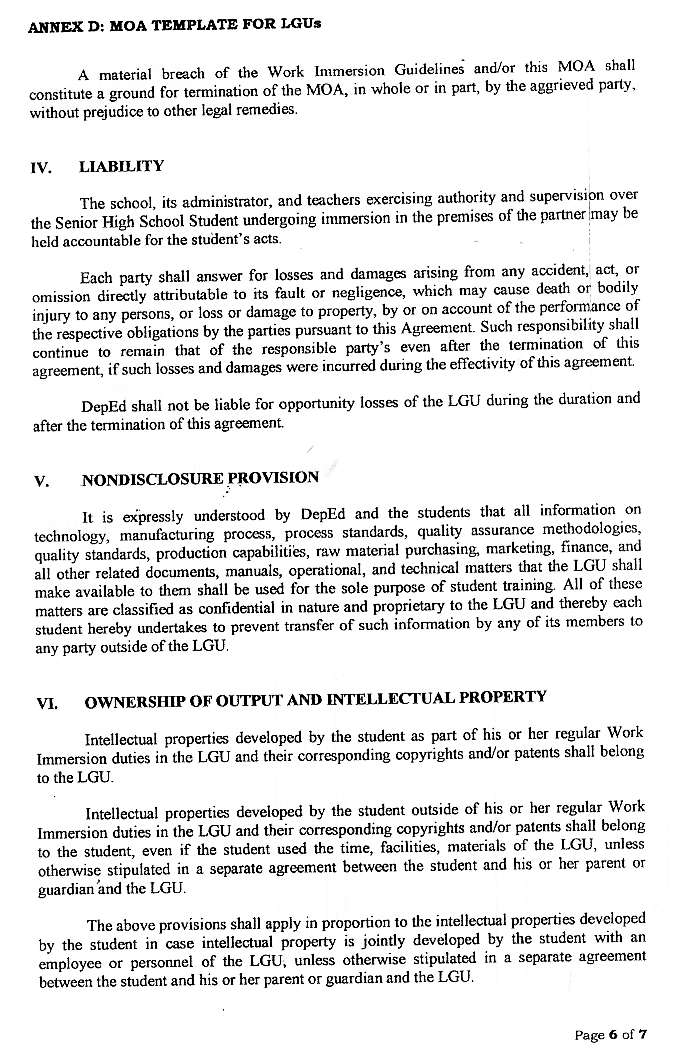 ANNEX D: MOA TEMPLATE FOR LGUs
A material breach of the Work Immersion Guidelines and/or this MOA shall
constitute a ground for termination of the MOA, in whole or in part, by the aggrieved party,
without prejudice to other legal remedies.
IV. LIABILITY
The school, its administrator, and teachers exercising authority and supervision over
the Senior High School Student undergoing immersion in the premises of the partner may be
held accountable for the student's acts.
Each party shall answer for losses and damages arising from any accident, act, or
omission directly attributable to its fault or negligence, which may cause death or bodily
injury to any persons, or loss or damage to property, by or on account of the performance of
the respective obligations by the parties pursuant to this Agreement. Such responsibility shall
continue to remain that of the responsible party's even after the termination of this
agreement, if such losses and damages were incurred during the effectivity of this agreement.
DepEd shall not be liable for opportunity losses of the LGU during the duration and
after the termination of this agreement.
V. NONDISCLOSURE PROVISION
It is expressly understood by DepEd and the students that all information on
technology, manufacturing process, process standards, quality assurance methodologies,
quality standards, production capabilities, raw material purchasing, marketing, finance, and
all other related documents, manuals, operational, and technical matters that the LGU shall
make available to them shall be used for the sole purpose of student training. All of these
matters are classified as confidential in nature and proprietary to the LGU and thereby each
student hereby undertakes to prevent transfer of such information by any of its members to
any party outside of the LGU.
VI. OWNERSHIP OF OUTPUT AND INTELLECTUAL PROPERTY
Intellectual properties developed by the student as part of his or her regular Work
Immersion duties in the LGU and their corresponding copyrights and/or patents shall belong
to the LGU.
Intellectual properties developed by the student outside of his or her regular Work
Immersion duties in the LGU and their corresponding copyrights and/or patents shall belong
to the student, even if the student used the time, facilities, materials of the LGU, unless
otherwise stipulated in a separate agreement between the student and his or her parent or
guardian and the LGU.
The above provisions shall apply in proportion to the intellectual properties developed
by the student in case intellectual property is jointly developed by the student with an
employee or personnel of the LGU, unless otherwise stipulated in a separate agreement
between the student and his or her parent or guardian and the LGU.
Page 6 of 7